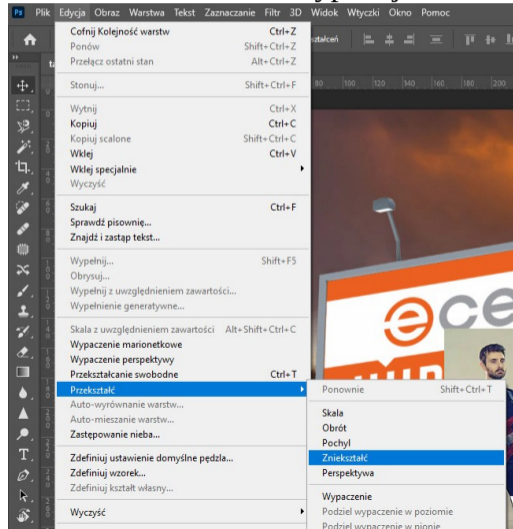 Ps Plik Edycja Obraz Warstwa Tekst Zaznaczanie Filtr 3D Widok Wtyczki Okno Pomoc
Cofnij Kolejność warstw Ctrl+Z
Ponów Shift+Ctrl+Z
Przełącz ostatni stan Alt+Ctrl+Z
Stonuj... Shift+Ctrl+F
80 100 120 140 160 180 200
Wytnij Ctrl+X
Kopiuj Ctrl+C
Kopiuj scalone Shift+Ctrl+C
Wklej Ctrl+V
Wklej specjalnie
Wyczyść
Szukaj Ctrl+F
Sprawdź pisownię...
Znajdź i zastąp tekst...
Wypełnij... Shift+F5
Obrysuj...
Wypełnij z uwzględnieniem zawartości...
Wypełnienie generatywne...
Skala z uwzględnieniem zawartości Alt+Shift+Ctrl+C
Wypaczenie marionetkowe
Wypaczenie perspektywy
Przekształcanie swobodne Ctrl+T
Przekształć
Ponownie Shift+Ctrl+T
Auto-wyrównanie warstw...
Auto-mieszanie warstw...
Skala
Zastępowanie nieba...
Obrót
Pochyl
Zdefiniuj ustawienie domyślne pędzla...
Zniekształć
Zdefiniuj wzorek...
Perspektywa
Zdefiniuj kształt własny...
Wypaczenie
Wyczyść
Podziel wypaczenie w poziomie
Podziel wypaczenie w pionie